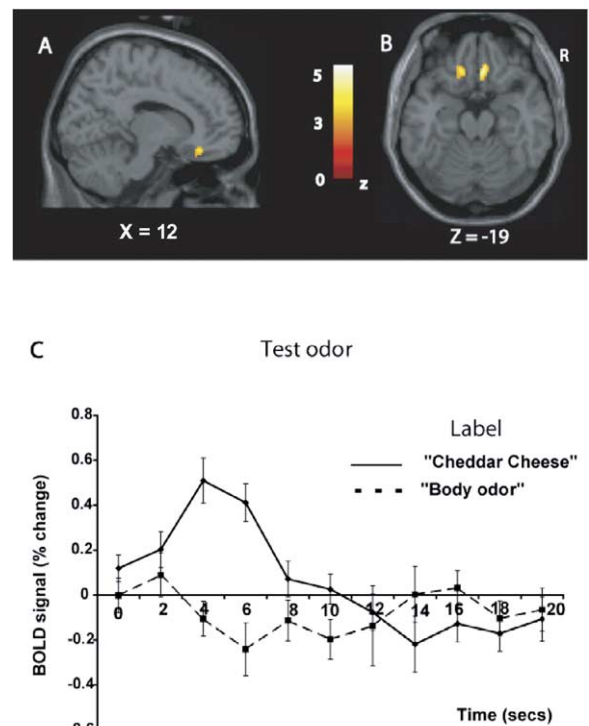 A
B
R
5
3
0
z
X = 12
Z = -19
C
Test odor
Label
"Cheddar Cheese"
"Body odor"
BOLD signal (% change)
0.8
0.6
0.4
0.2
0
-0.2
-0.4
0 2 4 6 8 10 12 14 16 18 20
Time (secs)